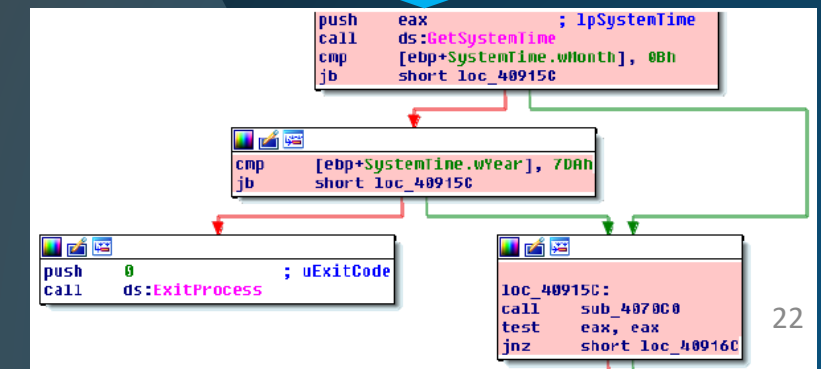 push eax ; lpSystemTime
call ds:GetSystemTime
cmp [ebp+SystemTime.wMonth], 0Bh
jb short loc_40915C
cmp [ebp+SystemTime.wYear], 7DAh
jb short loc_40915C
push 0 ; uExitCode
call ds:ExitProcess
loc_40915C:
call sub_4070C0
test eax, eax
jnz short loc_40916C
22